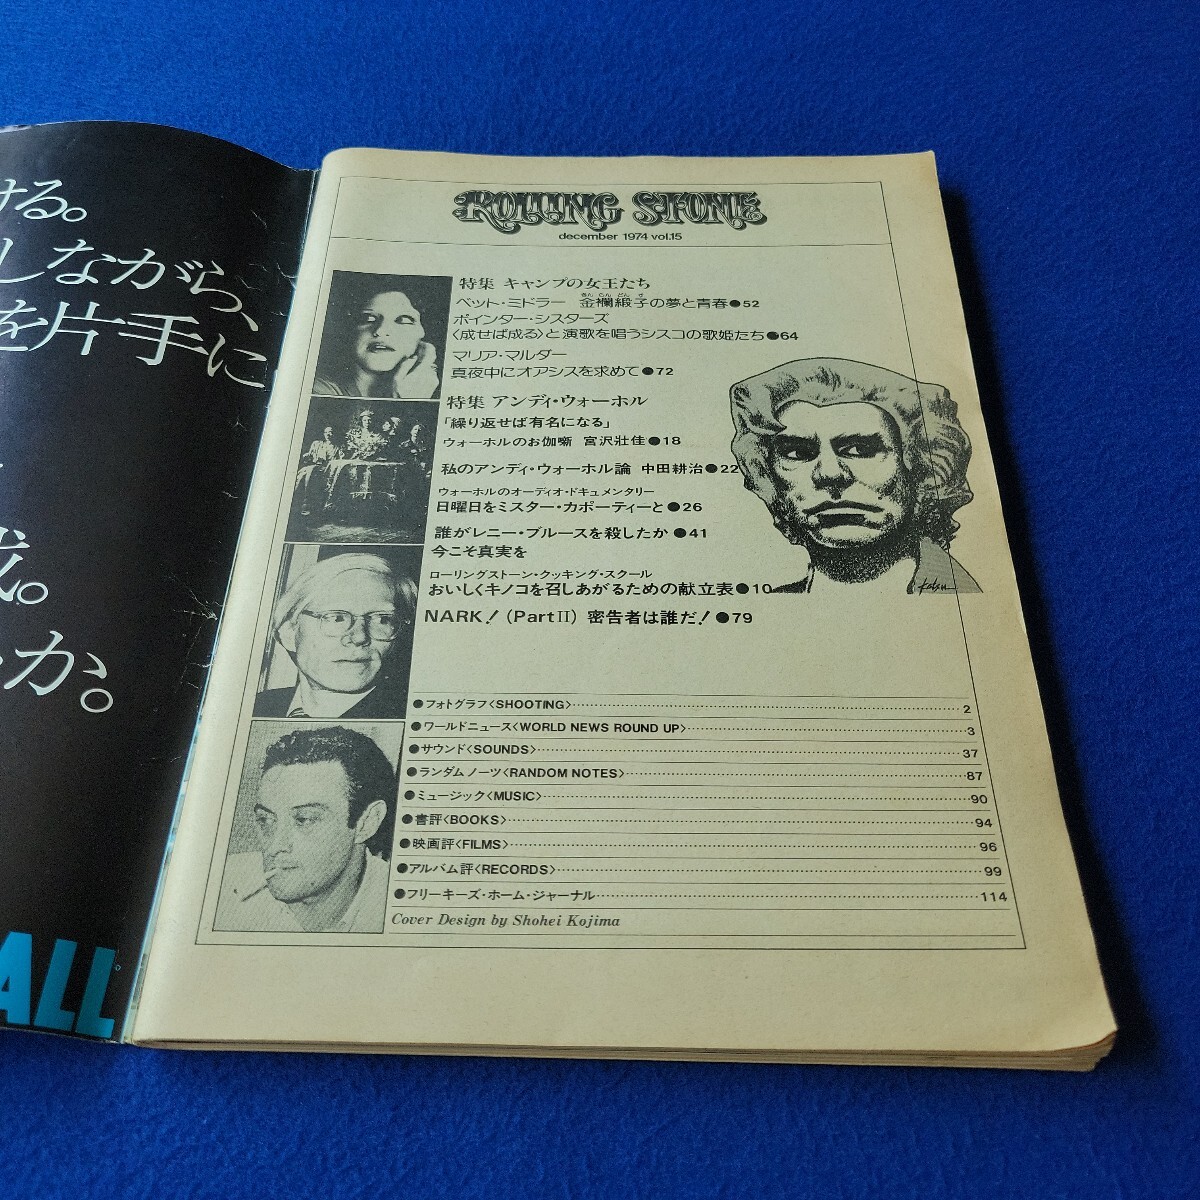 ける。
しながら、
を片手に
。
か。
ALL
ROLLING STONE
december 1974 vol.15
特集 キャンプの女王たち
きんらんどんす
ベット・ミドラー 金襴緞子の夢と青春●52
ポインター・シスターズ
〈成せば成る〉と演歌を唱うシスコの歌姫たち●64
マリア・マルダー
真夜中にオアシスを求めて●72
特集 アンディ・ウォーホル
「繰り返せば有名になる」
ウォーホルのお伽噺 宮沢壮佳●18
私のアンディ・ウォーホル論 中田耕治●22
ウォーホルのオーディオ・ドキュメンタリー
日曜日をミスター・カポーティーと●26
誰がレニー・ブルースを殺したか●41
今こそ真実を
ローリングストーン・クッキング・スクール
おいしくキノコを召しあがるための献立表●10
NARK!(PartII) 密告者は誰だ!●79
●フォトグラフ〈SHOOTING〉 2
●ワールドニュース〈WORLD NEWS ROUND UP〉 3
●サウンド〈SOUNDS〉 37
●ランダムノーツ〈RANDOM NOTES〉 87
●ミュージック〈MUSIC〉 90
●書評〈BOOKS〉 94
●映画評〈FILMS〉 96
●アルバム評〈RECORDS〉 99
●フリーキーズ・ホーム・ジャーナル 114
Cover Design by Shohei Kojima